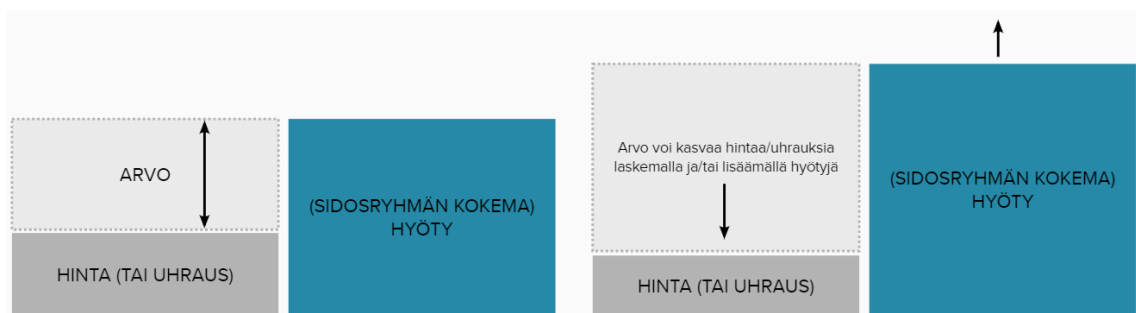 ARVO
HINTA (TAI UHRAUS)
(SIDOSRYHMÄN KOKEMA)
HYÖTY
Arvo voi kasvaa hintaa/uhrauksia
laskemalla ja/tai lisäämällä hyötyjä
HINTA (TAI UHRAUS)
(SIDOSRYHMÄN KOKEMA)
HYÖTY